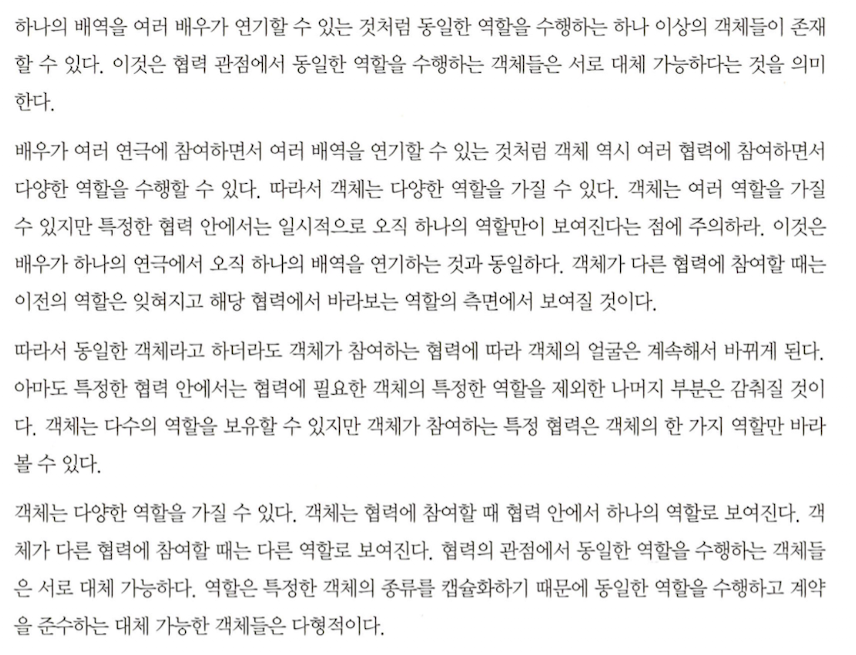 하나의 배역을 여러 배우가 연기할 수 있는 것처럼 동일한 역할을 수행하는 하나 이상의 객체들이 존재
할 수 있다. 이것은 협력 관점에서 동일한 역할을 수행하는 객체들은 서로 대체 가능하다는 것을 의미
한다.
배우가 여러 연극에 참여하면서 여러 배역을 연기할 수 있는 것처럼 객체 역시 여러 협력에 참여하면서
다양한 역할을 수행할 수 있다. 따라서 객체는 다양한 역할을 가질 수 있다. 객체는 여러 역할을 가질
수 있지만 특정한 협력 안에서는 일시적으로 오직 하나의 역할만이 보여진다는 점에 주의하라. 이것은
배우가 하나의 연극에서 오직 하나의 배역을 연기하는 것과 동일하다. 객체가 다른 협력에 참여할 때는
이전의 역할은 잊혀지고 해당 협력에서 바라보는 역할의 측면에서 보여질 것이다.
따라서 동일한 객체라고 하더라도 객체가 참여하는 협력에 따라 객체의 얼굴은 계속해서 바뀌게 된다.
아마도 특정한 협력 안에서는 협력에 필요한 객체의 특정한 역할을 제외한 나머지 부분은 감춰질 것이
다. 객체는 다수의 역할을 보유할 수 있지만 객체가 참여하는 특정 협력은 객체의 한 가지 역할만 바라
볼 수 있다.
객체는 다양한 역할을 가질 수 있다. 객체는 협력에 참여할 때 협력 안에서 하나의 역할로 보여진다. 객
체가 다른 협력에 참여할 때는 다른 역할로 보여진다. 협력의 관점에서 동일한 역할을 수행하는 객체들
은 서로 대체 가능하다. 역할은 특정한 객체의 종류를 캡슐화하기 때문에 동일한 역할을 수행하고 계약
을 준수하는 대체 가능한 객체들은 다형적이다.